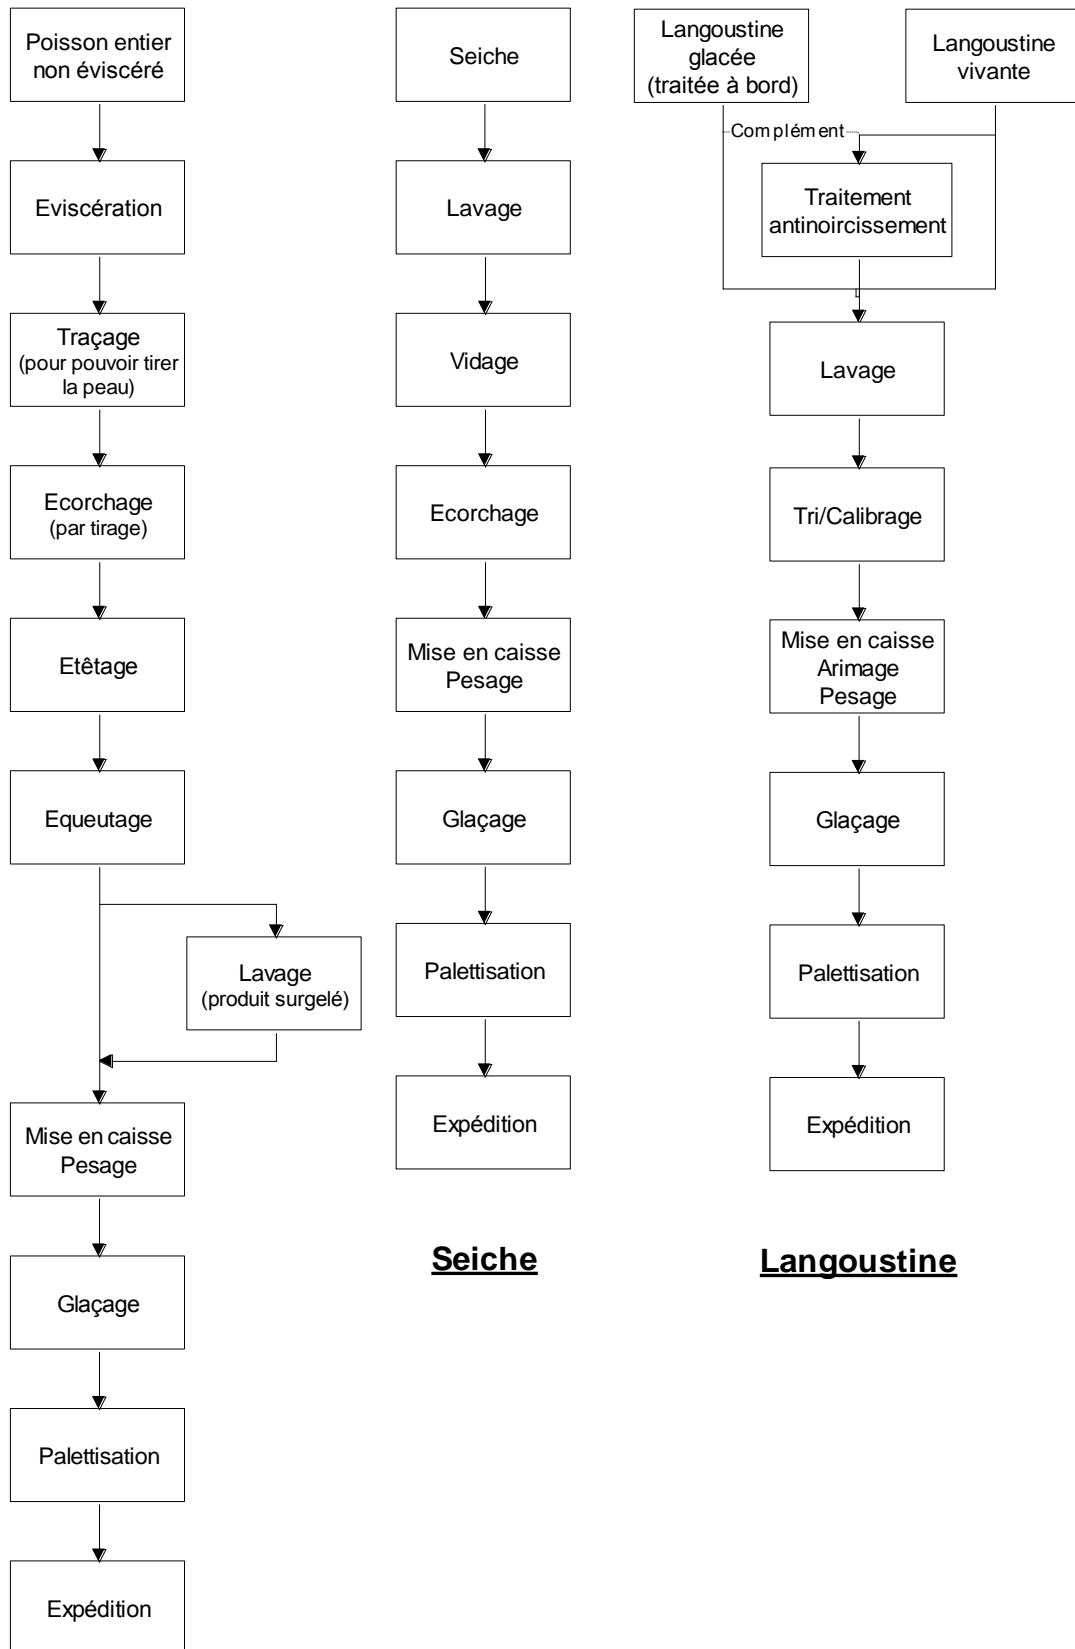 Poisson entier
non éviscéré
Eviscération
Traçage
(pour pouvoir tirer
la peau)
Ecorchage
(par tirage)
Etêtage
Equeutage
Lavage
(produit surgelé)
Mise en caisse
Pesage
Glaçage
Palettisation
Expédition
Seiche
Lavage
Vidage
Ecorchage
Mise en caisse
Pesage
Glaçage
Palettisation
Expédition
Seiche
Langoustine
glacée
(traitée à bord)
Langoustine
vivante
Complément
Traitement
antinoircissement
Lavage
Tri/Calibrage
Mise en caisse
Arimage
Pesage
Glaçage
Palettisation
Expédition
Langoustine